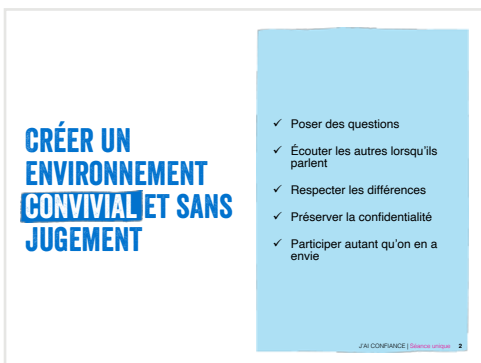 CRÉER UN
ENVIRONNEMENT
CONVIVIAL ET SANS
JUGEMENT
✓ Poser des questions
✓ Écouter les autres lorsqu'ils
parlent
✓ Respecter les différences
✓ Préserver la confidentialité
✓ Participer autant qu'on en a
envie
J'AI CONFIANCE | Séance unique 2